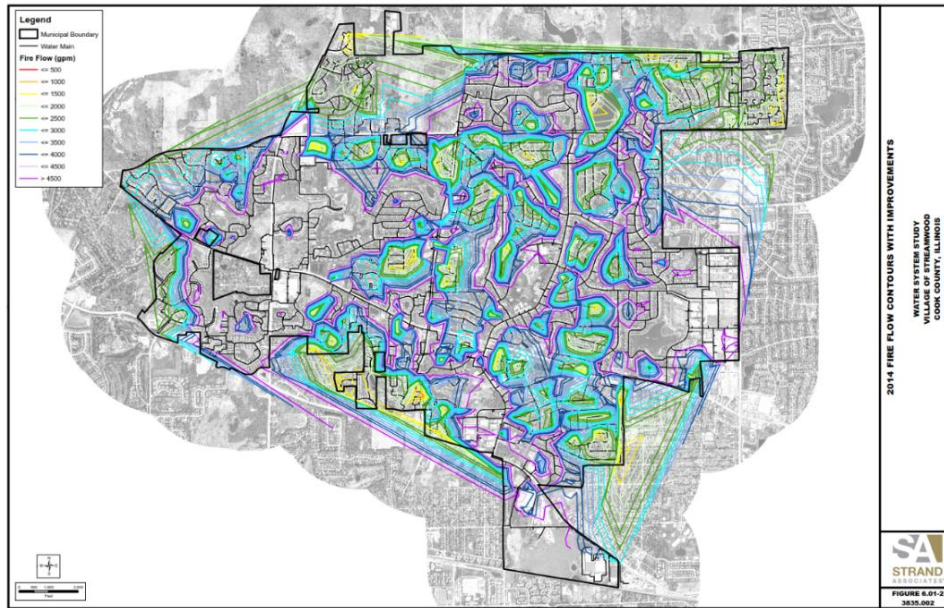 Legend
Municipal Boundary
Water Main
Fire Flow (gpm)
<= 500
<= 1000
<= 1500
<= 2000
<= 2500
<= 3000
<= 3500
<= 4000
<= 4500
> 4500
2014 FIRE FLOW CONTOURS WITH IMPROVEMENTS
WATER SYSTEM STUDY
VILLAGE OF STREAMWOOD
COOK COUNTY, ILLINOIS
Feet
SA
STRAND
ASSOCIATES
FIGURE 6.01-2
3835.002